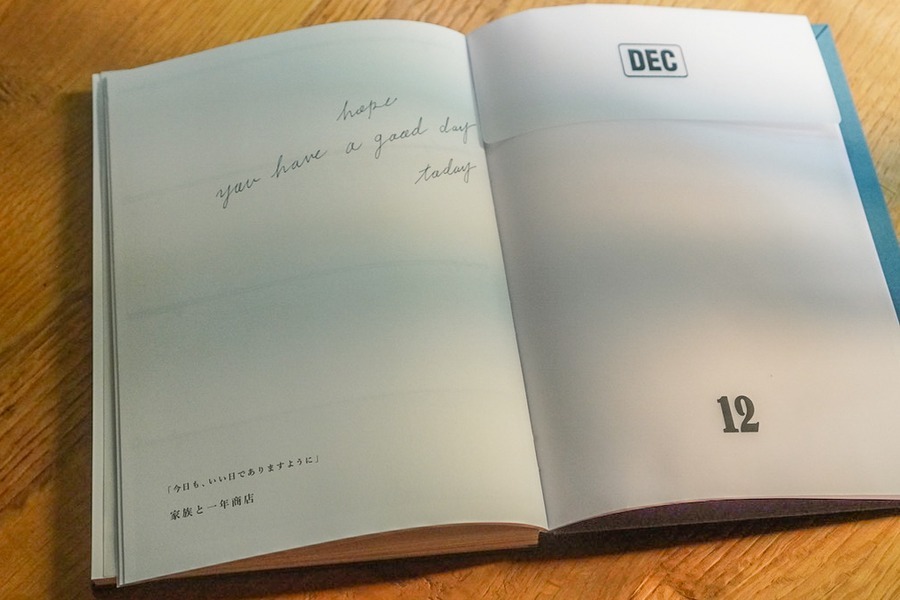 hope
you have a good day
today
「今日も、いい日でありますように」
家族と一年商店
DEC
12